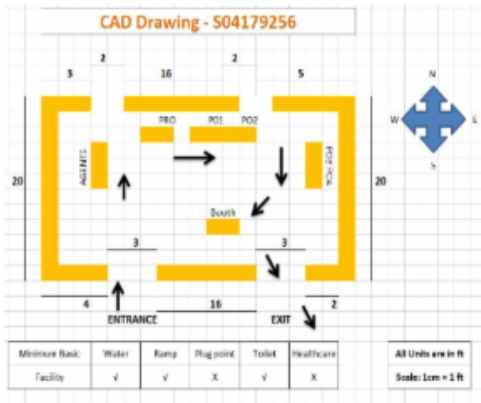 CAD Drawing - S04179256
2 2
3 16 5
N
PRO PO1 PO2
W E
AGENTS
PO3 PO4
S
20 20
Booth
3 3
4 16 2
ENTRANCE EXIT
Minimum Basic Water Ramp Plug point Toilet Healthcare All Units are in ft
Facility √ √ X √ X Scale: 1cm = 1 ft